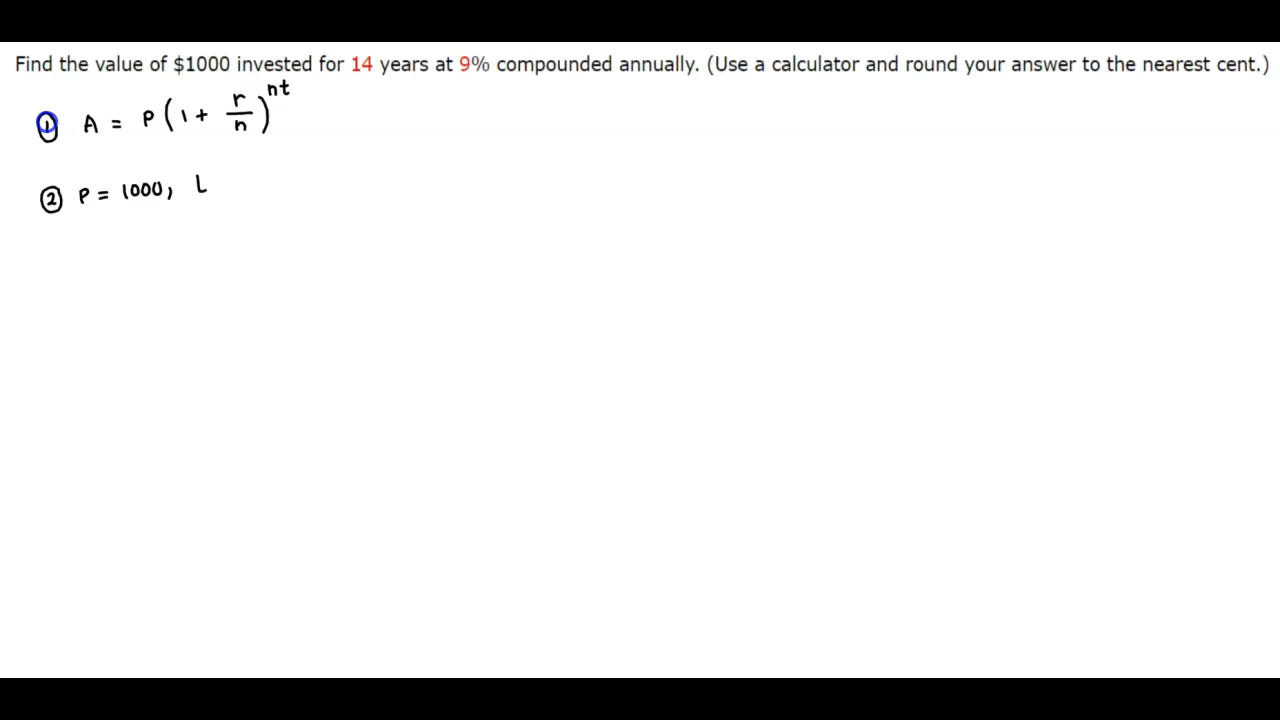 Find the value of $1000 invested for 14 years at 9% compounded annually. (Use a calculator and round your answer to the nearest cent.)
① A = P(1 + r/n)^nt
② P = 1000, L